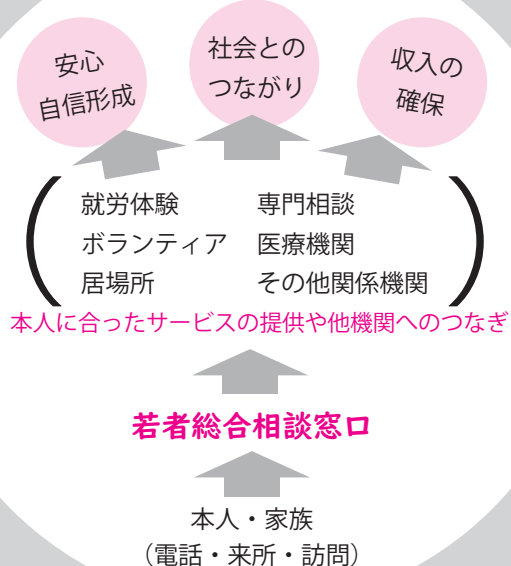 安心
自信形成
社会との
つながり
収入の
確保
就労体験　専門相談
ボランティア　医療機関
居場所　その他関係機関
本人に合ったサービスの提供や他機関へのつなぎ
若者総合相談窓口
本人・家族
（電話・来所・訪問）